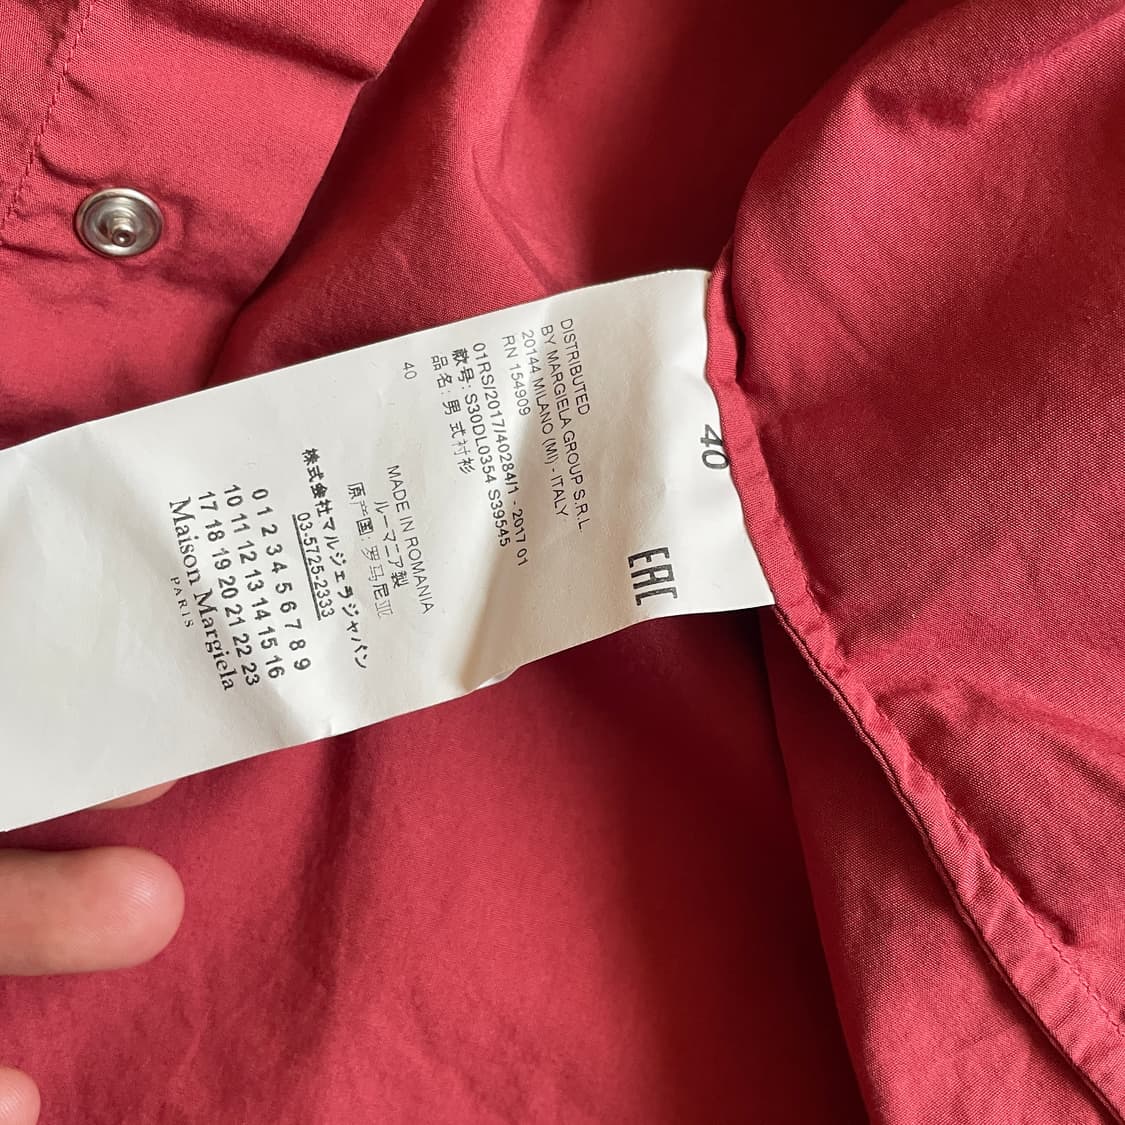 40
EAC
DISTRIBUTED
BY MARGIELA GROUP S.R.L.
20144 MILANO (MI) - ITALY
RN 154909
01RS/2017/40284/1 - 2017 01
款号: S30DL0354 S39545
品名: 男式衬衫
40
MADE IN ROMANIA
ルーマニア製
原产国: 罗马尼亚
株式会社マルジェラジャパン
03-5725-2333
0 1 2 3 4 5 6 7 8 9
10 11 12 13 14 15 16
17 18 19 20 21 22 23
Maison Margiela
PARIS